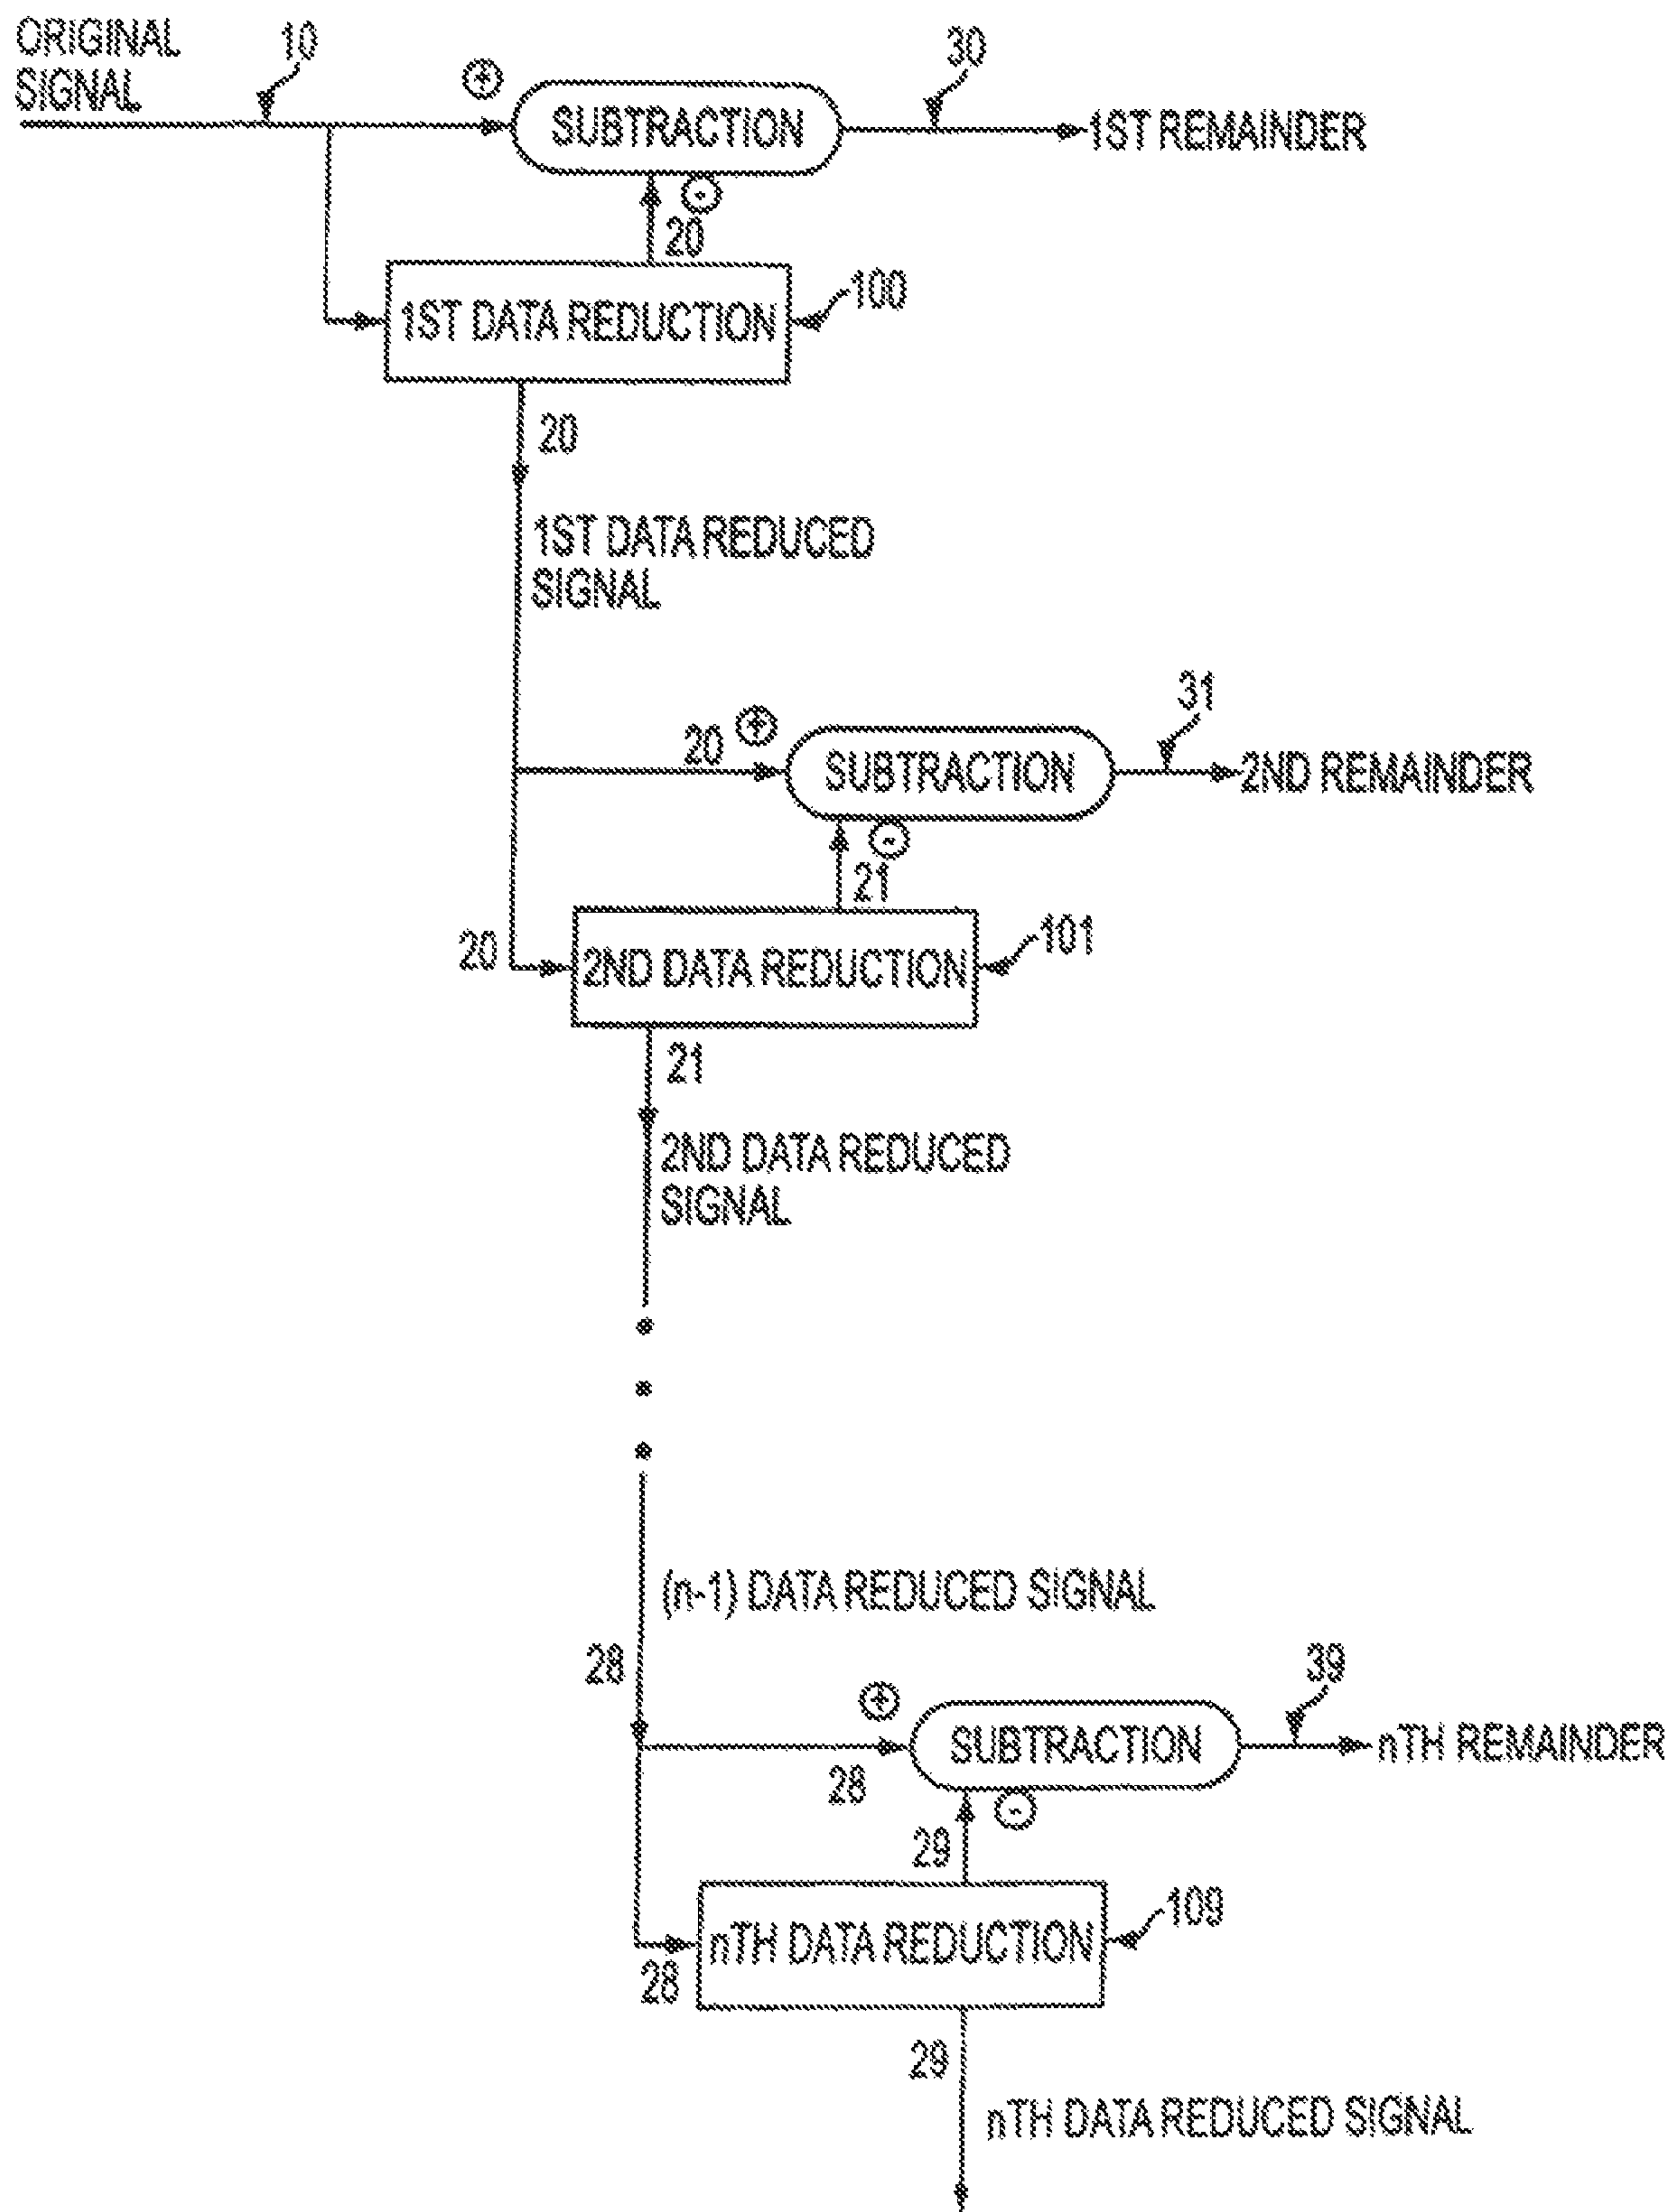 ORIGINAL
SIGNAL
10
+
SUBTRACTION
30
1ST REMAINDER
-
20
1ST DATA REDUCTION
100
20
1ST DATA REDUCED
SIGNAL
20
+
SUBTRACTION
31
2ND REMAINDER
-
21
20
2ND DATA REDUCTION
101
21
2ND DATA REDUCED
SIGNAL
(n-1) DATA REDUCED SIGNAL
28
+
28
SUBTRACTION
39
nTH REMAINDER
-
29
28
nTH DATA REDUCTION
109
29
nTH DATA REDUCED SIGNAL